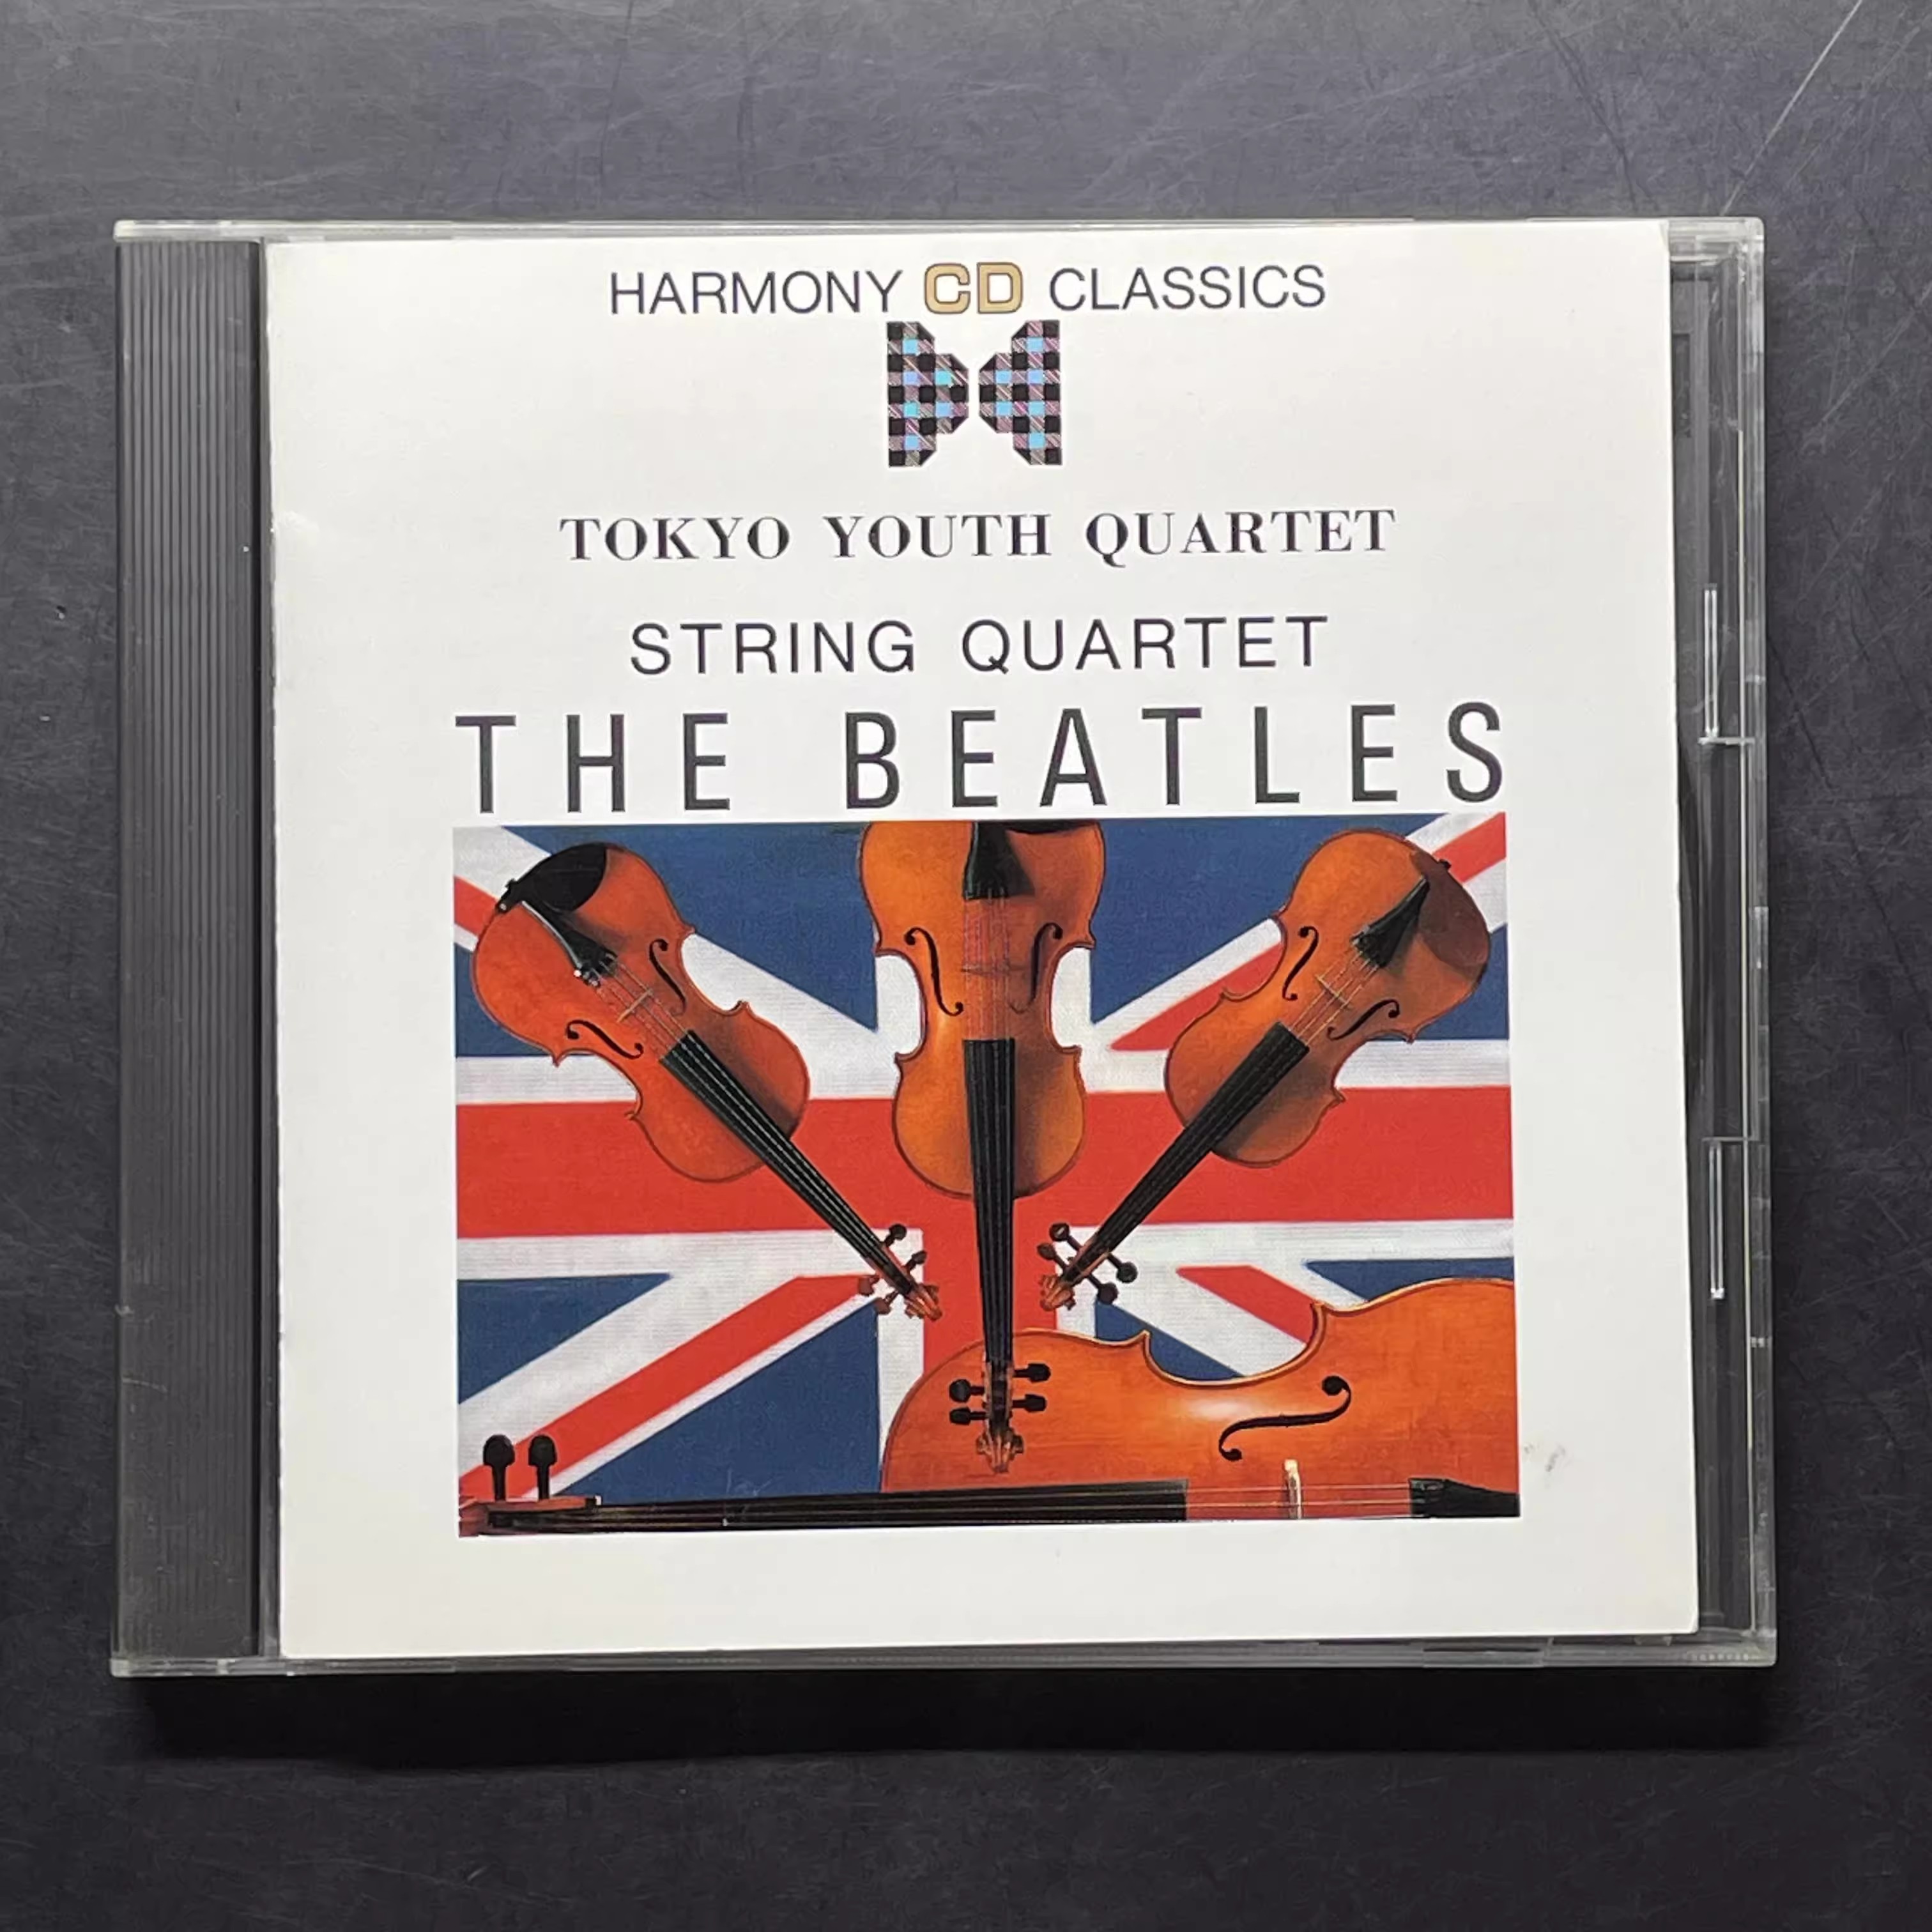 HARMONY CD CLASSICS
TOKYO YOUTH QUARTET
STRING QUARTET
THE BEATLES